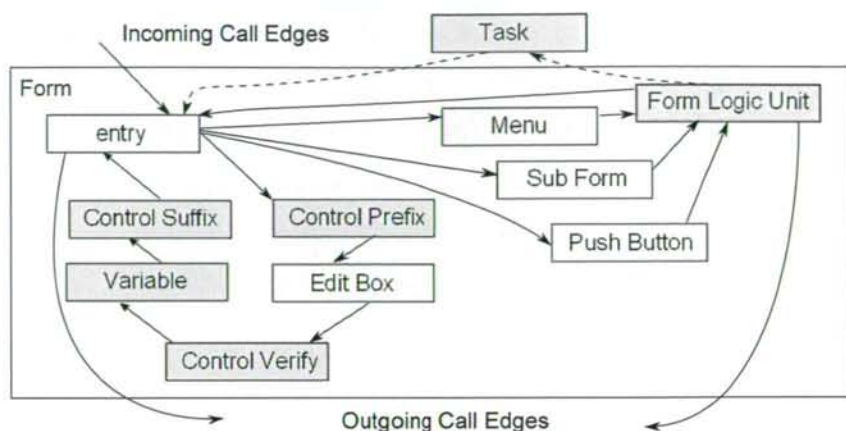 Incoming Call Edges
Task
Form
Form Logic Unit
entry
Menu
Sub Form
Control Suffix
Control Prefix
Push Button
Variable
Edit Box
Control Verify
Outgoing Call Edges